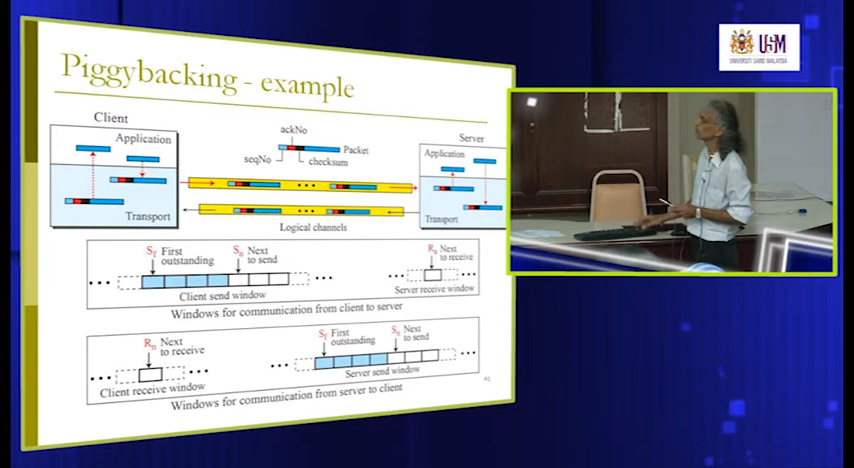 USM
UNIVERSITI SAINS MALAYSIA
Piggybacking - example
Client
Application
Transport
ackNo
Packet
seqNo
checksum
Server
Application
Transport
Logical channels
Sf First outstanding
Sn Next to send
Rn Next to receive
Client send window
Server receive window
Windows for communication from client to server
Rn Next to receive
Sf First outstanding
Sn Next to send
Client receive window
Server send window
Windows for communication from server to client